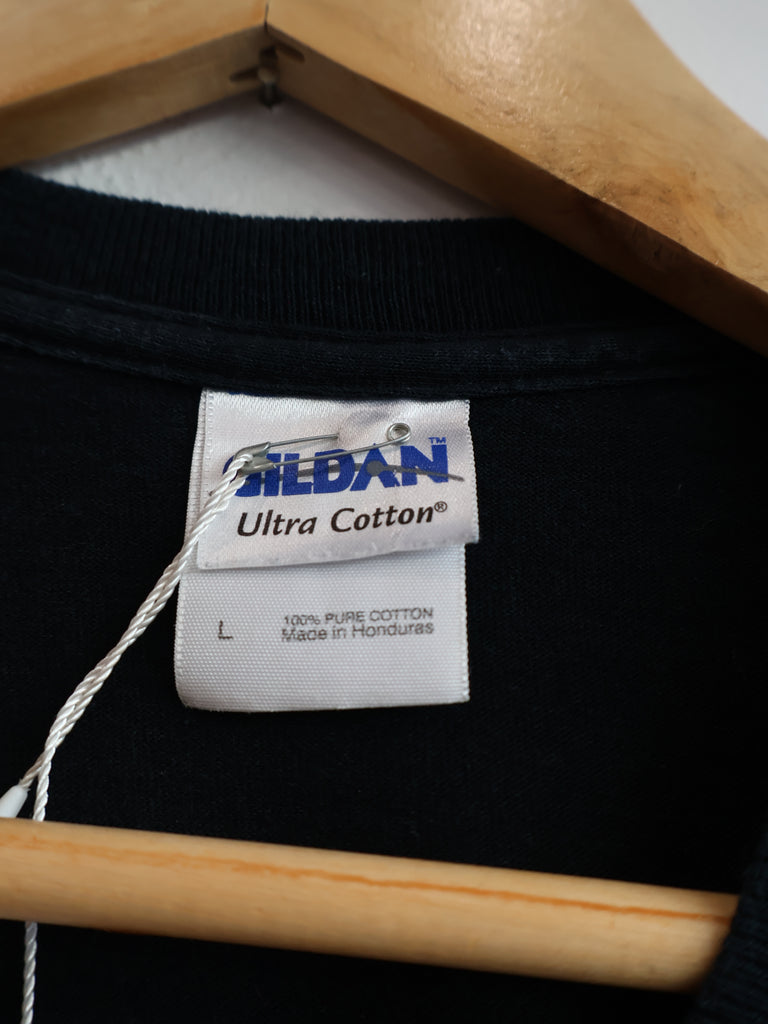 GILDAN™
Ultra Cotton®
L
100% PURE COTTON
Made in Honduras